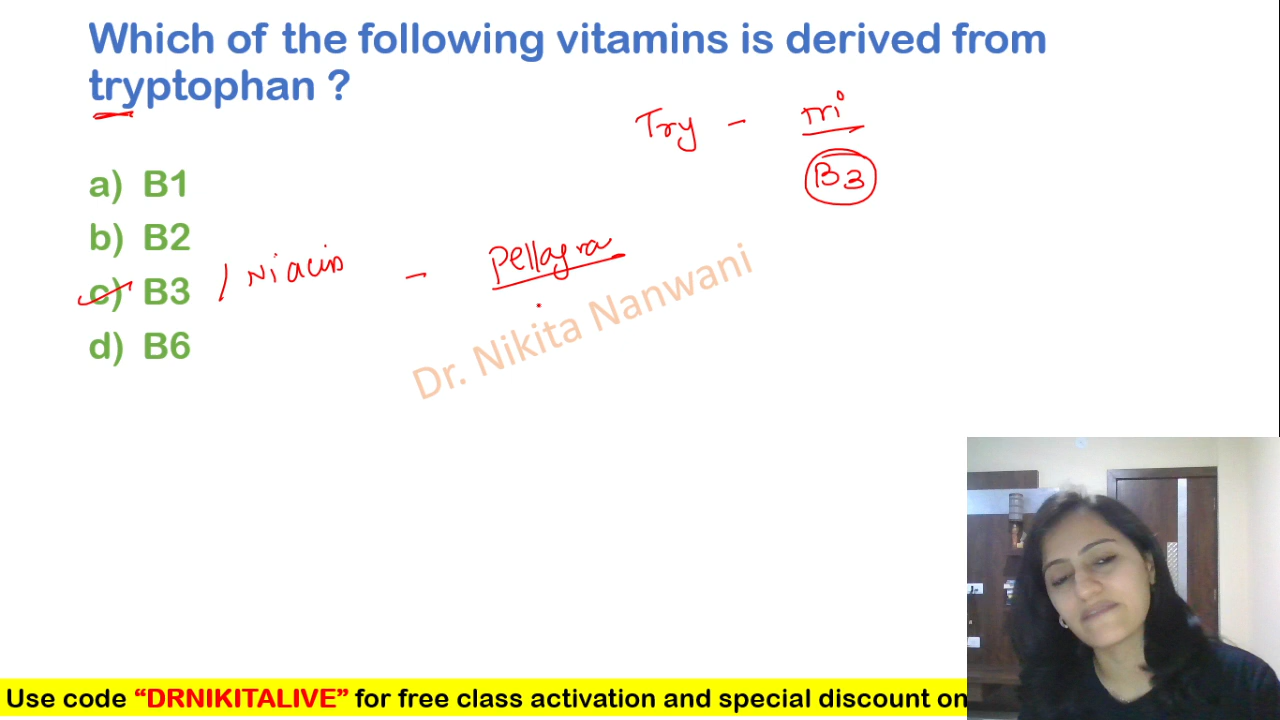 Which of the following vitamins is derived from
tryptophan ?
Try - tri
B3
a) B1
b) B2
c) B3 / Niacin - Pellagra
d) B6
Dr. Nikita Nanwani
Use code “DRNIKITALIVE” for free class activation and special discount on